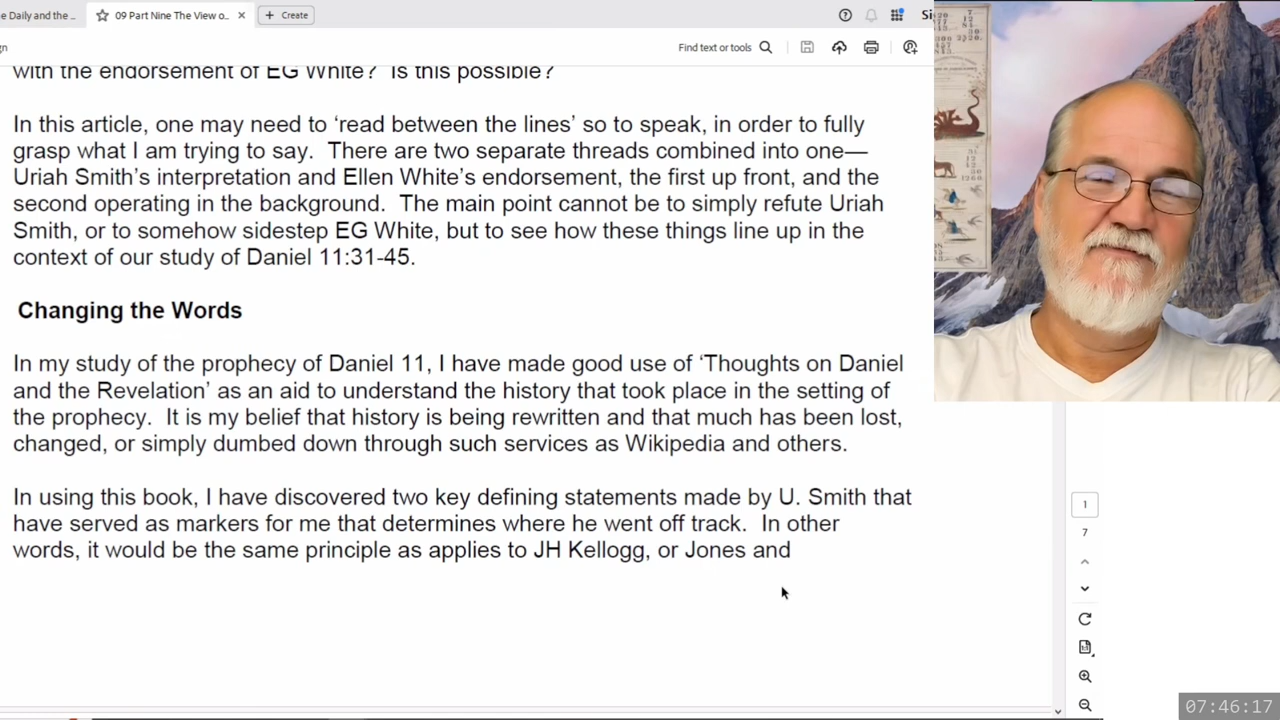 e Daily and the ...
09 Part Nine The View o...
Create
Si
gn
Find text or tools
with the endorsement of EG White?  Is this possible?
In this article, one may need to ‘read between the lines’ so to speak, in order to fully
grasp what I am trying to say.  There are two separate threads combined into one—
Uriah Smith’s interpretation and Ellen White’s endorsement, the first up front, and the
second operating in the background.  The main point cannot be to simply refute Uriah
Smith, or to somehow sidestep EG White, but to see how these things line up in the
context of our study of Daniel 11:31-45.
Changing the Words
In my study of the prophecy of Daniel 11, I have made good use of ‘Thoughts on Daniel
and the Revelation’ as an aid to understand the history that took place in the setting of
the prophecy.  It is my belief that history is being rewritten and that much has been lost,
changed, or simply dumbed down through such services as Wikipedia and others.
In using this book, I have discovered two key defining statements made by U. Smith that
have served as markers for me that determines where he went off track.  In other
words, it would be the same principle as applies to JH Kellogg, or Jones and
1
7
07:46:17